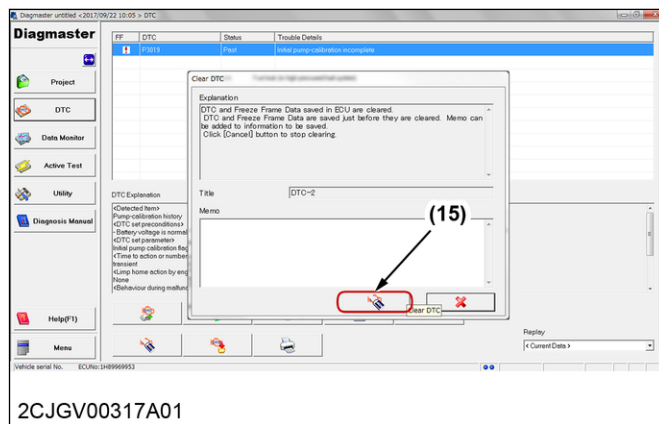 Diagmaster untitled <2017/09/22 10:05 > DTC
Diagmaster
FF DTC Status Trouble Details
P3019 Past Initial pump-calibration incomplete
Project
DTC
Data Monitor
Active Test
Utility
Diagnosis Manual
Help(F1)
Menu
Clear DTC
Explanation
DTC and Freeze Frame Data saved in ECU are cleared.
DTC and Freeze Frame Data are saved just before they are cleared. Memo can
be added to information to be saved.
Click [Cancel] button to stop clearing.
Title DTC-2
Memo
(15)
Clear DTC
DTC Explanation
<Detected Item>
Pump-calibration history
<DTC set preconditions>
- Battery voltage is normal
<DTC set parameter>
Initial pump calibration flag
<Time to action or number
transient
<Limp home action by eng
None
<Behaviour during malfunc
Replay
< Current Data >
Vehicle serial No. ECUNo:1H89969953
2CJGV00317A01